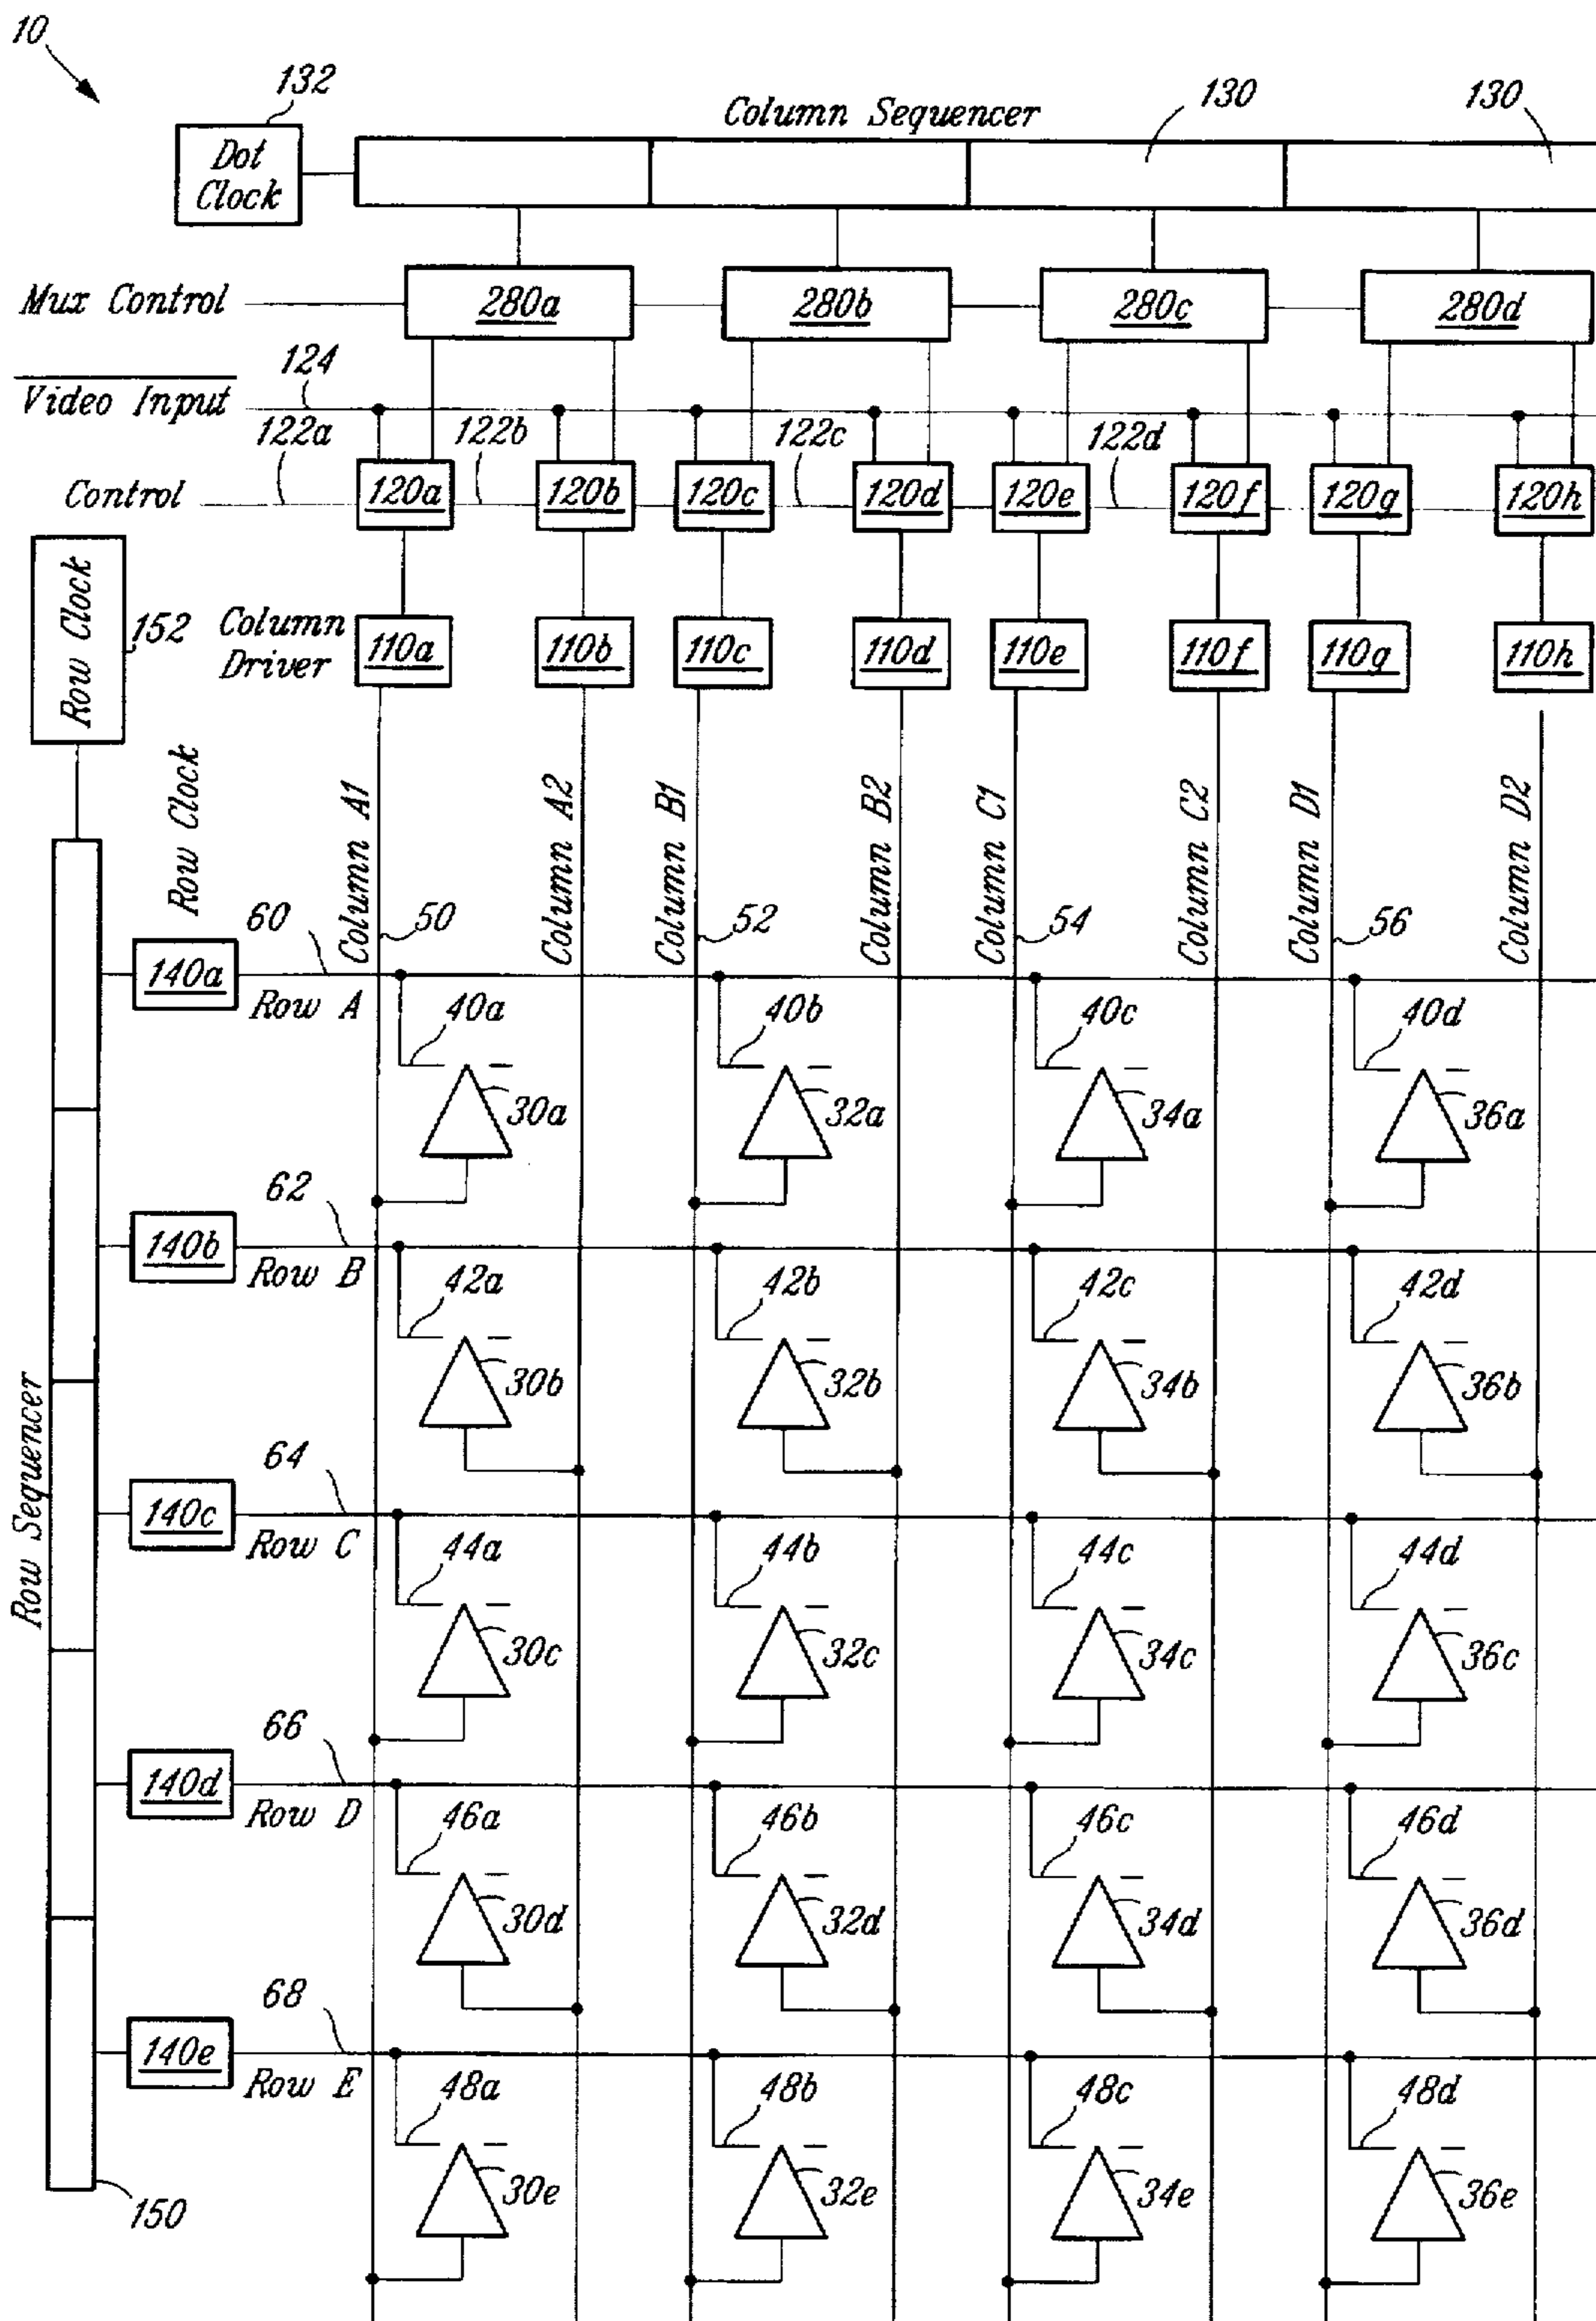 10
132
Column Sequencer
130
130
Dot
Clock
Mux Control
280a
280b
280c
280d
124
Video Input
122a
122b
122c
122d
Control
120a
120b
120c
120d
120e
120f
120g
120h
Row Clock
152
Column
Driver
110a
110b
110c
110d
110e
110f
110g
110h
Row Clock
Column A1
Column A2
Column B1
Column B2
Column C1
Column C2
Column D1
Column D2
60
50
52
54
56
140a
Row A
40a
40b
40c
40d
30a
32a
34a
36a
62
140b
Row B
42a
42b
42c
42d
30b
32b
34b
36b
64
140c
Row C
44a
44b
44c
44d
Row Sequencer
30c
32c
34c
36c
66
140d
Row D
46a
46b
46c
46d
30d
32d
34d
36d
68
140e
Row E
48a
48b
48c
48d
30e
32e
34e
36e
150